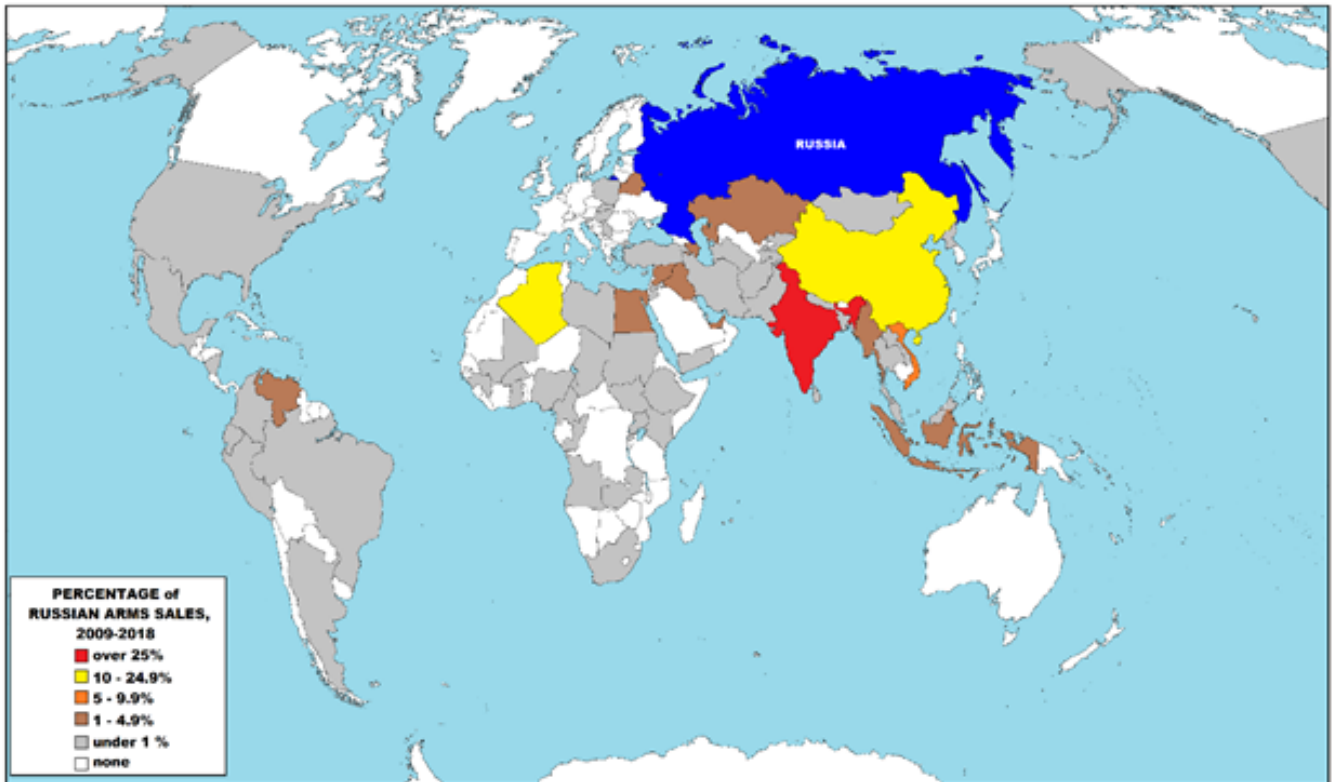 RUSSIA
PERCENTAGE of
RUSSIAN ARMS SALES,
2009-2018
over 25%
10 - 24.9%
5 - 9.9%
1 - 4.9%
under 1 %
none